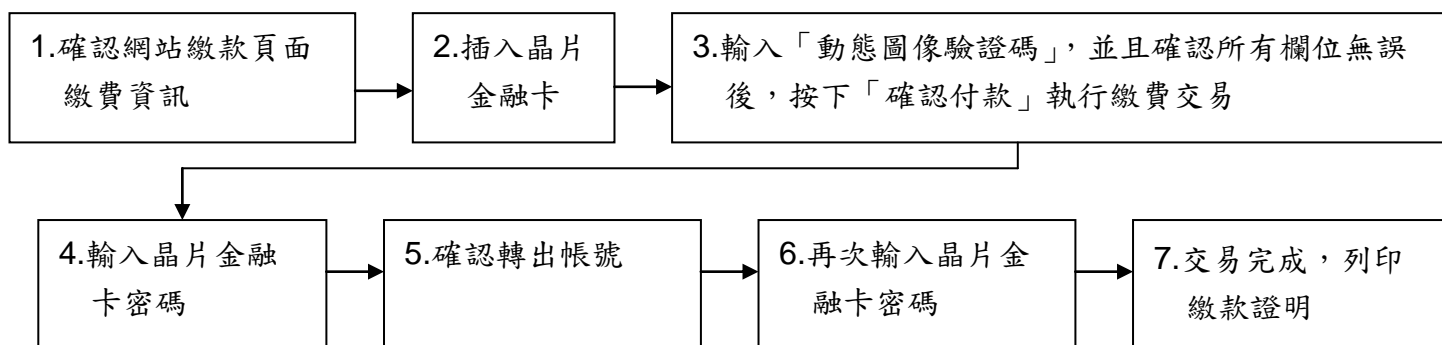 1.確認網站繳款頁面
繳費資訊
2.插入晶片
金融卡
3.輸入「動態圖像驗證碼」，並且確認所有欄位無誤
後，按下「確認付款」執行繳費交易
4.輸入晶片金融
卡密碼
5.確認轉出帳號
6.再次輸入晶片金
融卡密碼
7.交易完成，列印
繳款證明